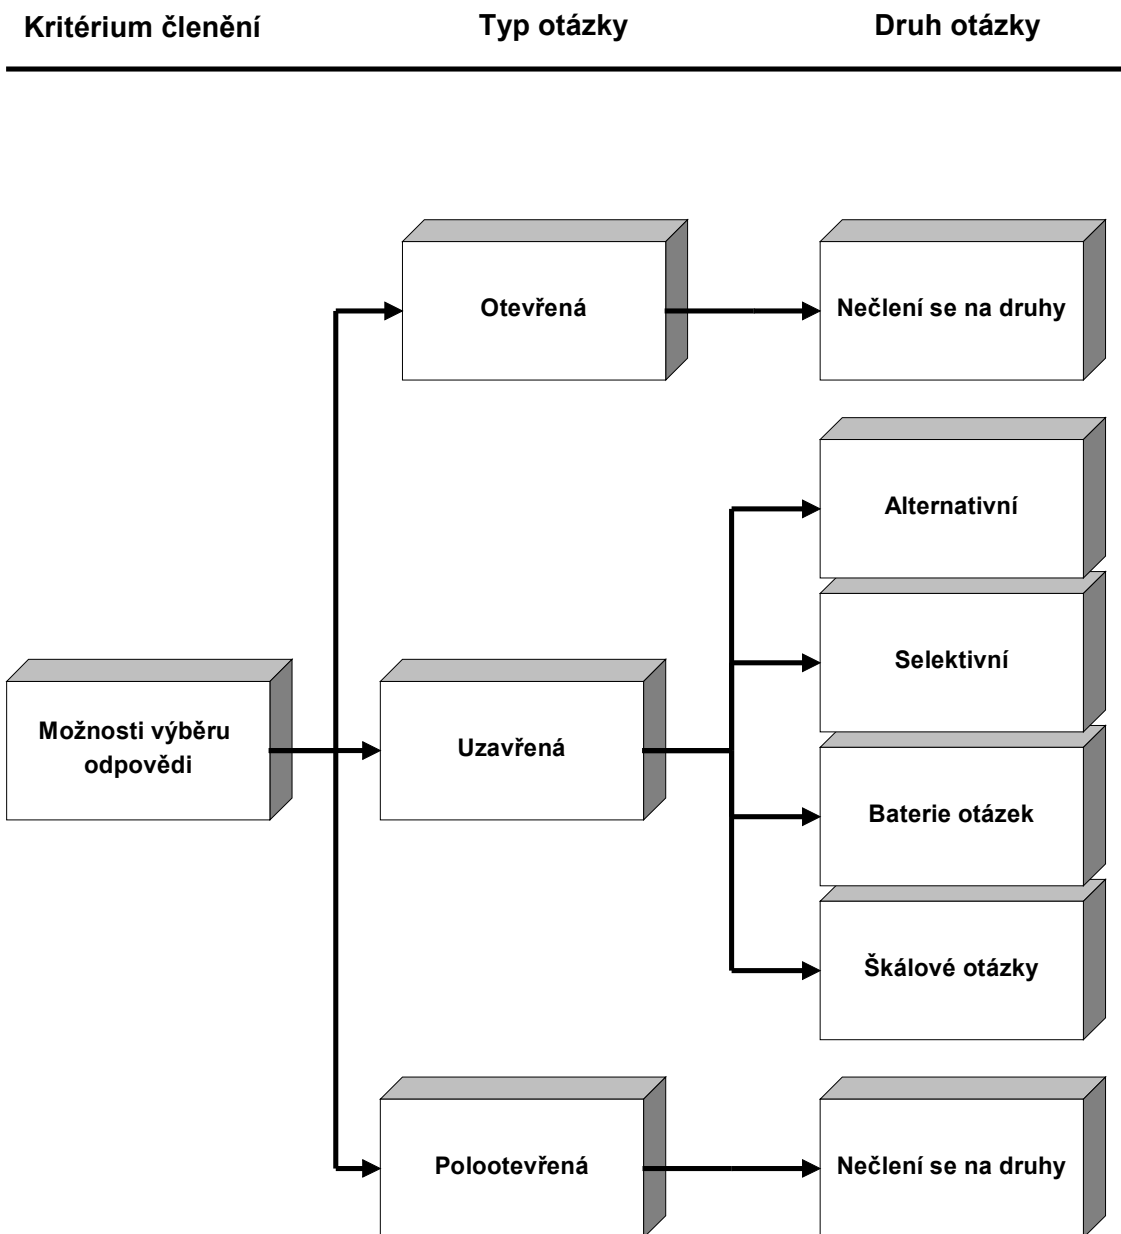 Kritérium členění
Typ otázky
Druh otázky
Otevřená
Nečlení se na druhy
Alternativní
Selektivní
Možnosti výběru
odpovědi
Uzavřená
Baterie otázek
Škálové otázky
Polootevřená
Nečlení se na druhy